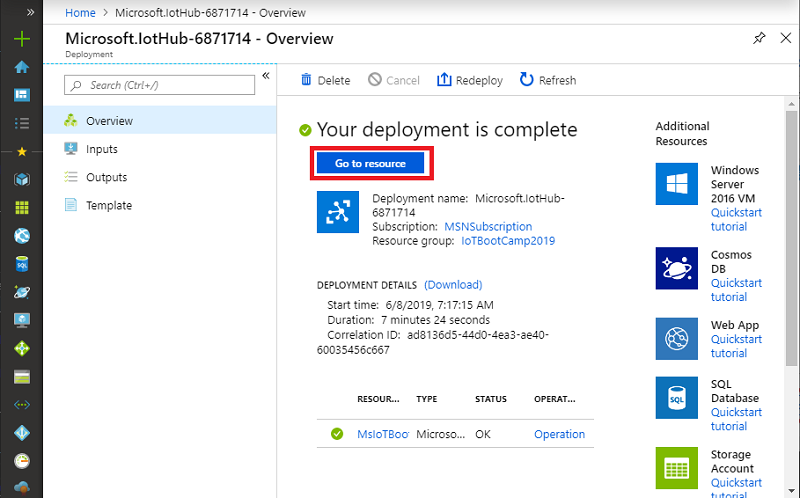 »
Home > Microsoft.IotHub-6871714 - Overview
Microsoft.IotHub-6871714 - Overview
Deployment
Search (Ctrl+/)
«
Overview
Inputs
Outputs
Template
Delete
Cancel
Redeploy
Refresh
Your deployment is complete
Go to resource
Deployment name: Microsoft.IotHub-
6871714
Subscription: MSNSubscription
Resource group: IoTBootCamp2019
DEPLOYMENT DETAILS (Download)
Start time: 6/8/2019, 7:17:15 AM
Duration: 7 minutes 24 seconds
Correlation ID: ad8136d5-44d0-4ea3-ae40-
60035456c667
RESOUR... TYPE STATUS OPERAT...
MsIoTBoot Microso... OK Operation
Additional
Resources
Windows
Server
2016 VM
Quickstart
tutorial
Cosmos
DB
Quickstart
tutorial
Web App
Quickstart
tutorial
SQL
SQL
Database
Quickstart
tutorial
Storage
Account
Quickstart